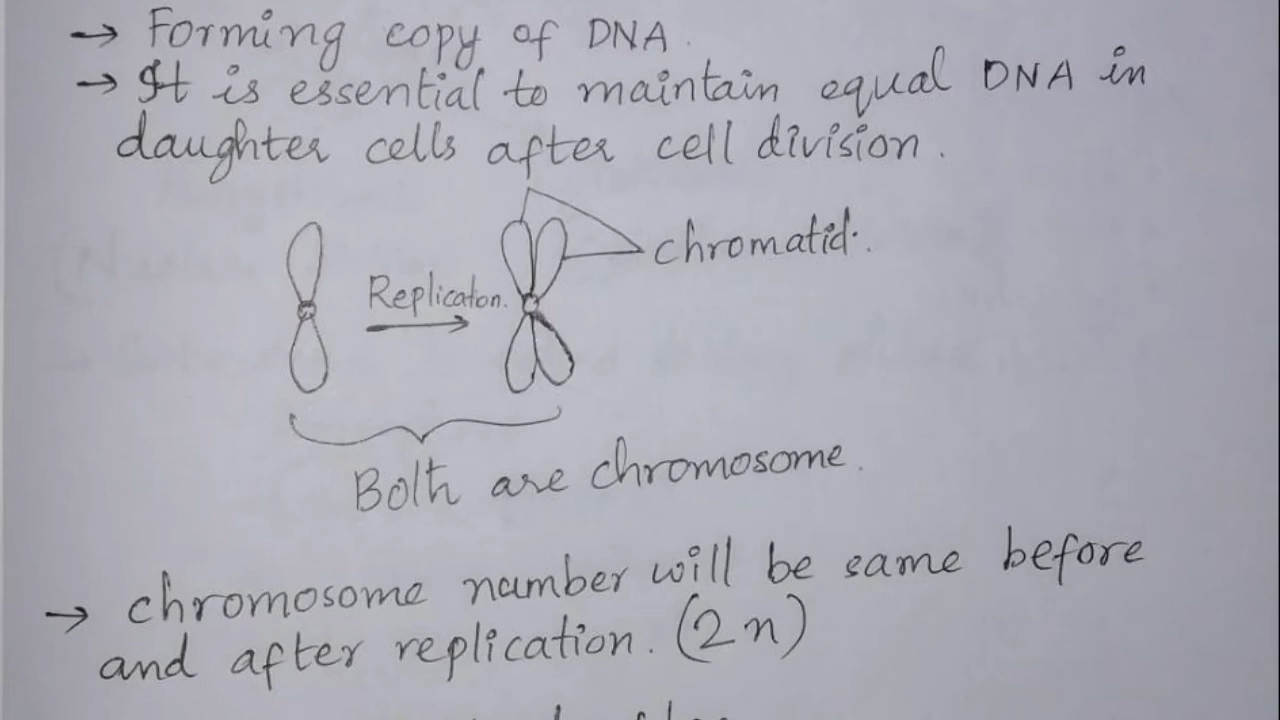 → Forming copy of DNA.
→ It is essential to maintain equal DNA in
daughter cells after cell division.
chromatid.
Replicaton.
Bolth are chromosome.
→ chromosome number will be same before
and after replication. (2n)